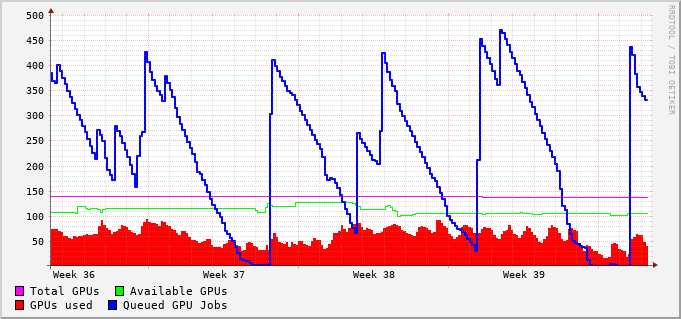 500
450
400
350
300
250
200
150
100
50
Week 36 Week 37 Week 38 Week 39
Total GPUs Available GPUs
GPUs used Queued GPU Jobs
RRDTOOL / TOBI OETIKER